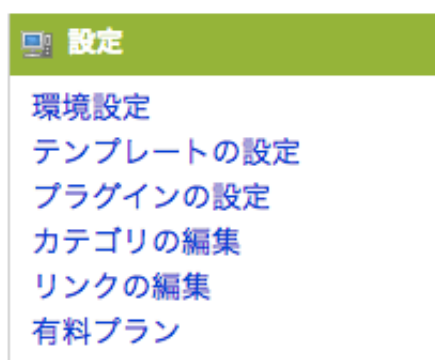 設定
環境設定
テンプレートの設定
プラグインの設定
カテゴリの編集
リンクの編集
有料プラン